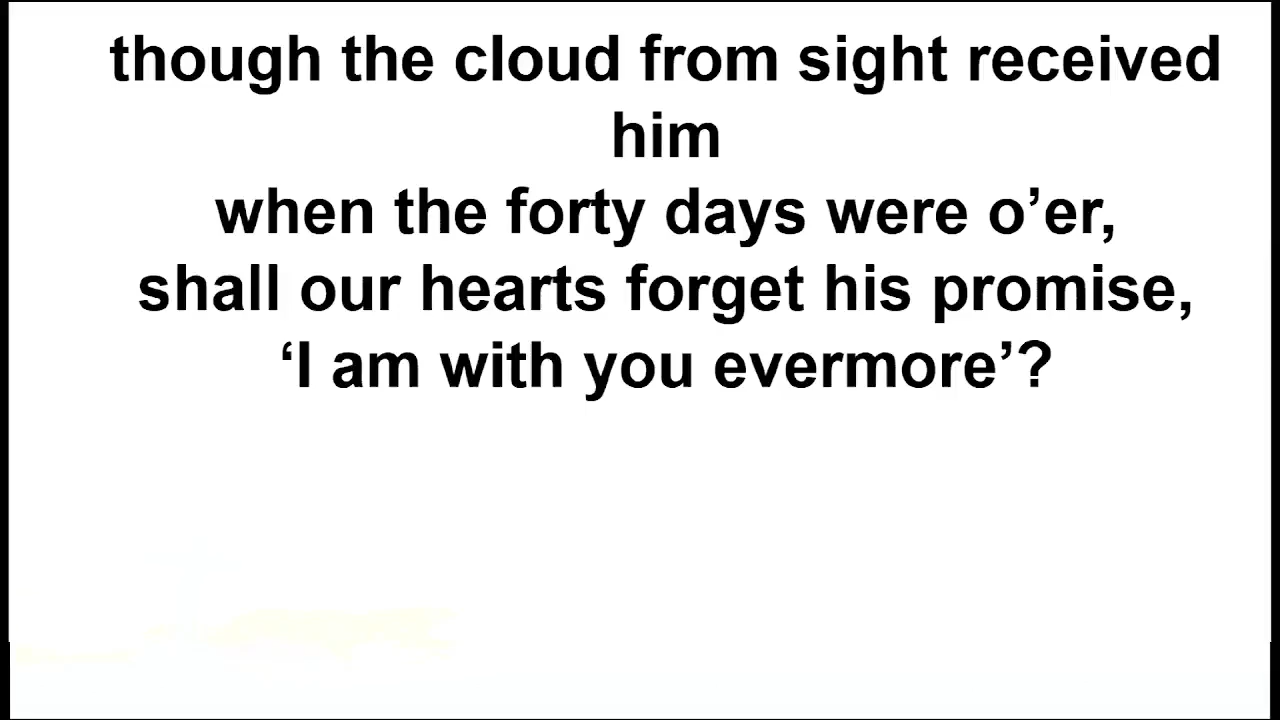 though the cloud from sight received
him
when the forty days were o’er,
shall our hearts forget his promise,
‘I am with you evermore’?